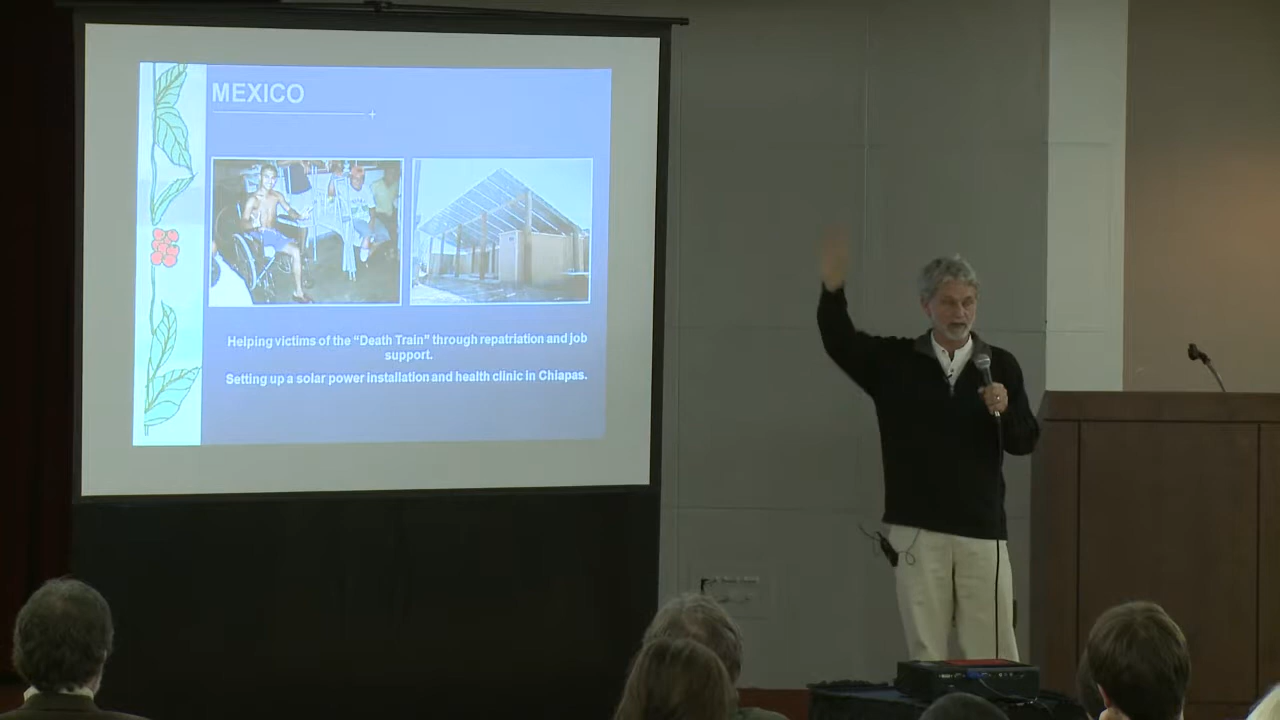 MEXICO
Helping victims of the “Death Train” through repatriation and job
support.
Setting up a solar power installation and health clinic in Chiapas.